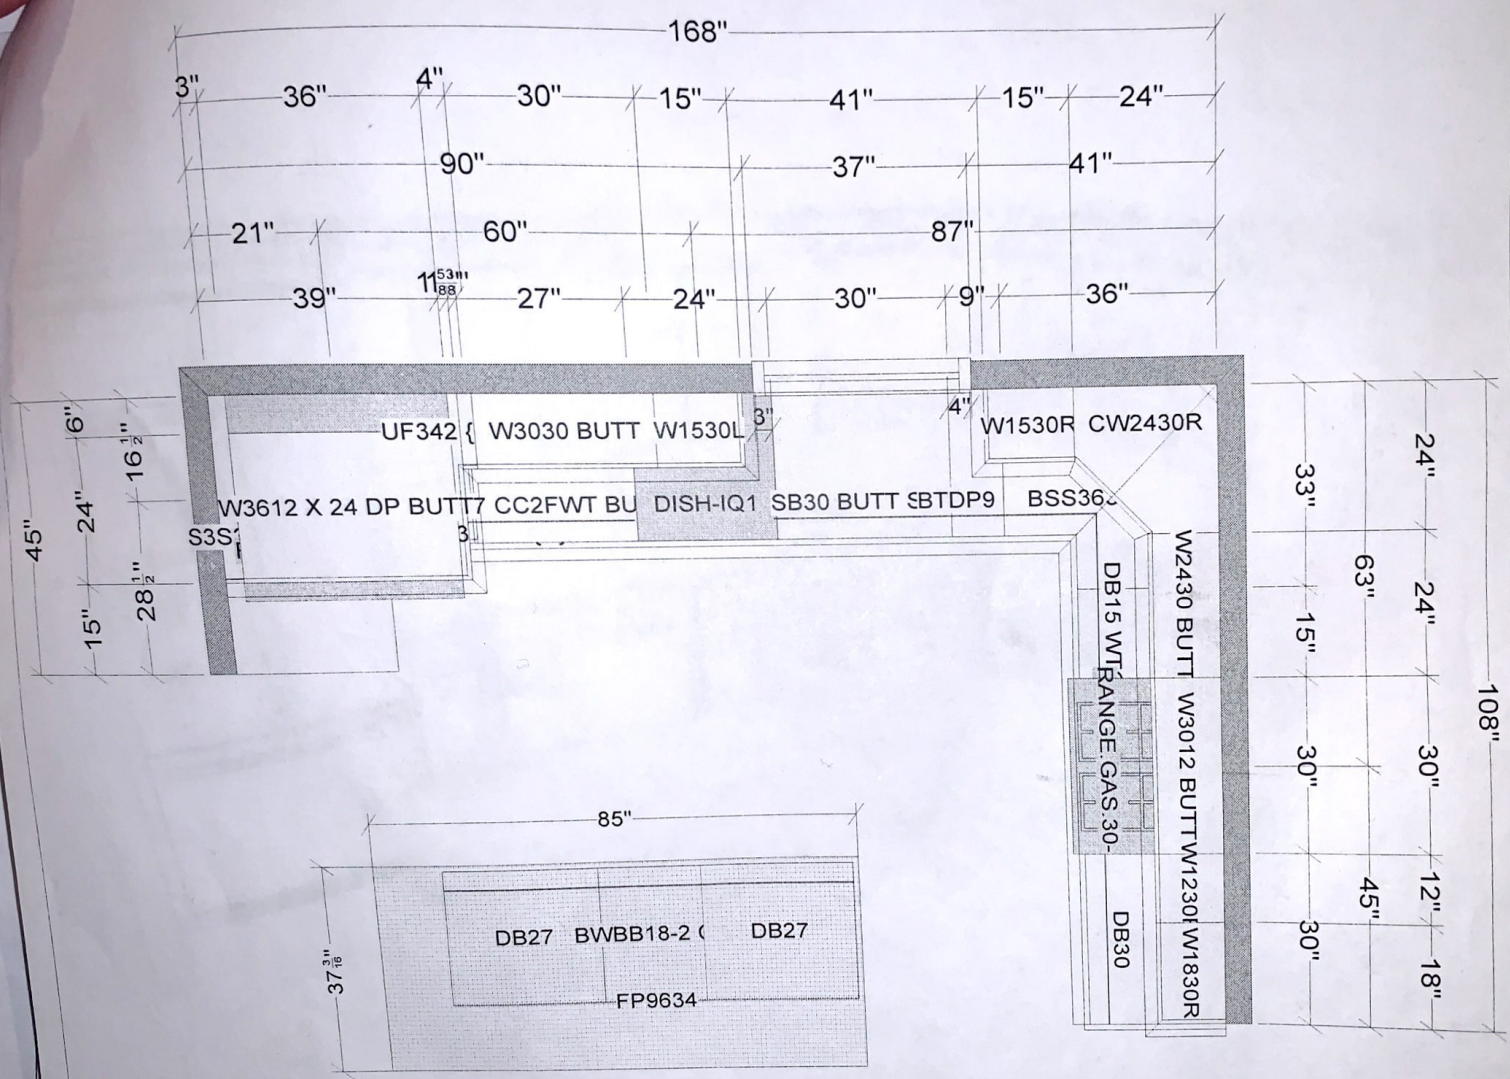 168"
3" 36" 4" 30" 15" 41" 15" 24"
90" 37" 41"
21" 60" 87"
39" 27" 24" 30" 9" 36"
6" 16 1/2" 3" 4"
UF342 { W3030 BUTT W1530L W1530R CW2430R
45" 24" 28 1/2" 15"
W3612 X 24 DP BUTT7 CC2FWT BU DISH-IQ1 SB30 BUTT SBTDP9 BSS36
S3S 3
DB15 WT
RANGE.GAS.30-
DB30
W2430 BUTT W3012 BUTT W1230 W1830R
33" 15" 30" 30"
63" 45"
24" 24" 30" 12" 18"
108"
85"
37 3/16"
DB27 BWBB18-2 ( DB27
FP9634